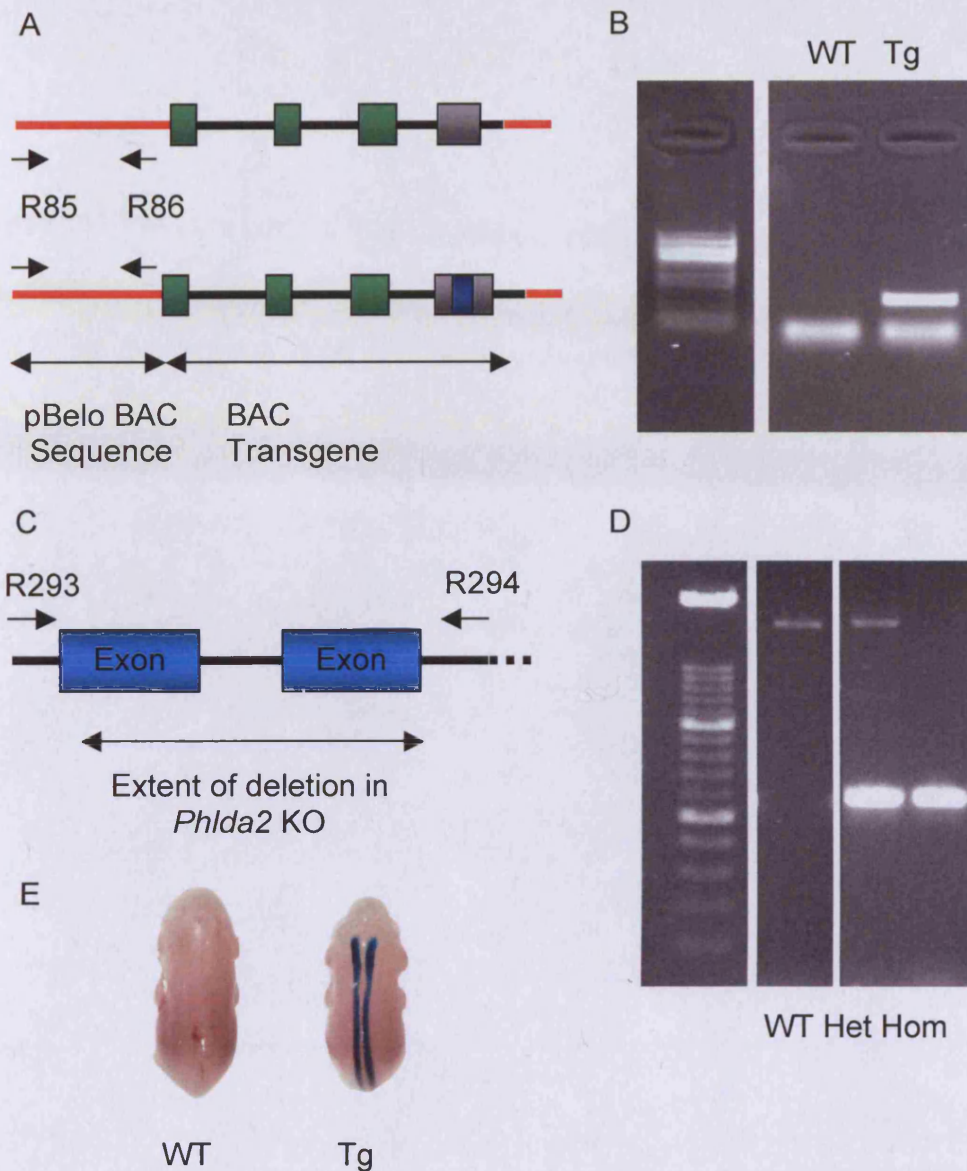 A
R85 R86
pBelo BAC
Sequence
BAC
Transgene
B
WT Tg
C
R293 R294
Exon Exon
Extent of deletion in
Phlda2 KO
D
WT Het Hom
E
WT Tg